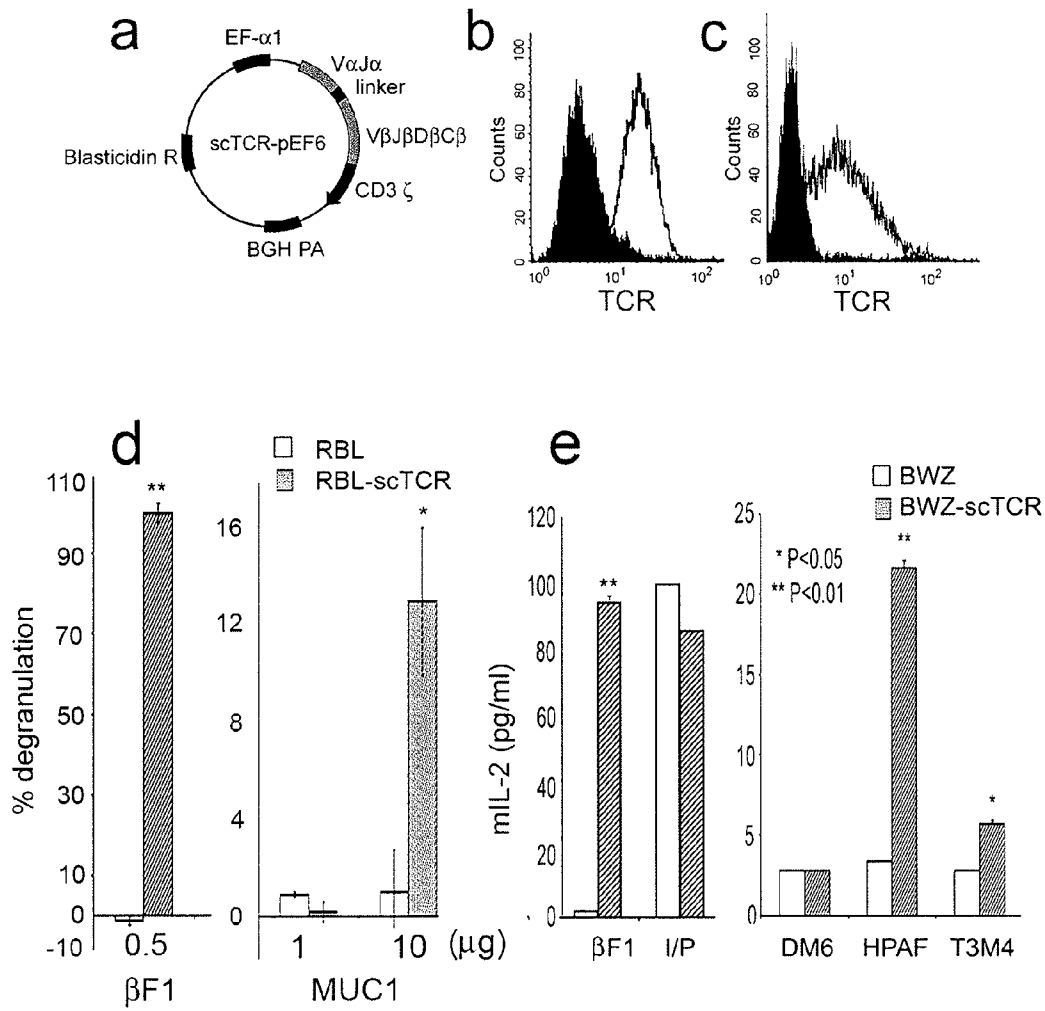 a
EF-α1
VαJα
linker
scTCR-pEF6
VβJβDβCβ
Blasticidin R
CD3 ζ
BGH PA
b
Counts
100
80
60
40
20
0
10⁰ 10¹ 10²
TCR
c
Counts
100
80
60
40
20
0
10⁰ 10¹ 10²
TCR
d
RBL
RBL-scTCR
% degranulation
110
90
70
50
30
10
0
-10
**
0.5
βF1
16
12
8
4
0
*
1 10 (µg)
MUC1
e
BWZ
BWZ-scTCR
mIL-2 (pg/ml)
120
100
80
60
40
20
0
**
βF1 I/P
25
20
15
10
5
0
* P<0.05
** P<0.01
**
*
DM6 HPAF T3M4